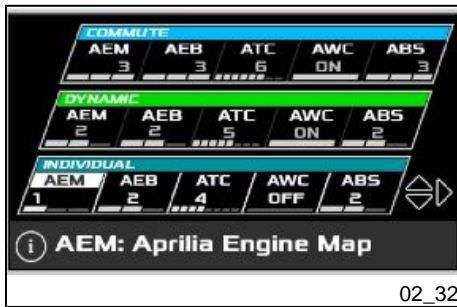 COMMUTE
AEM AEB ATC AWC ABS
3 3 6 ON 3
DYNAMIC
AEM AEB ATC AWC ABS
2 2 5 ON 2
INDIVIDUAL
AEM AEB ATC AWC ABS
1 2 4 OFF 2
i AEM: Aprilia Engine Map
02_32